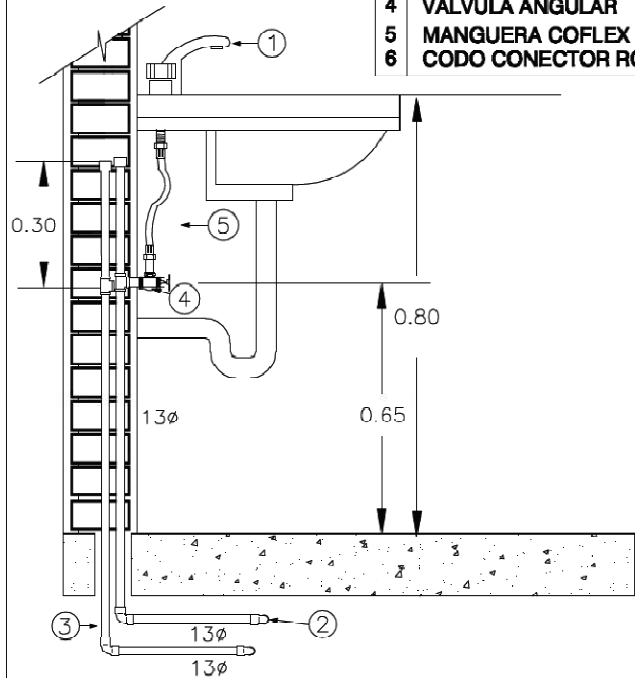 4 VALVULA ANGULAR
5 MANGUERA COFLEX
6 CODO CONECTOR
1
0.30
5
4
0.80
13ø
0.65
3
2
13ø
13ø